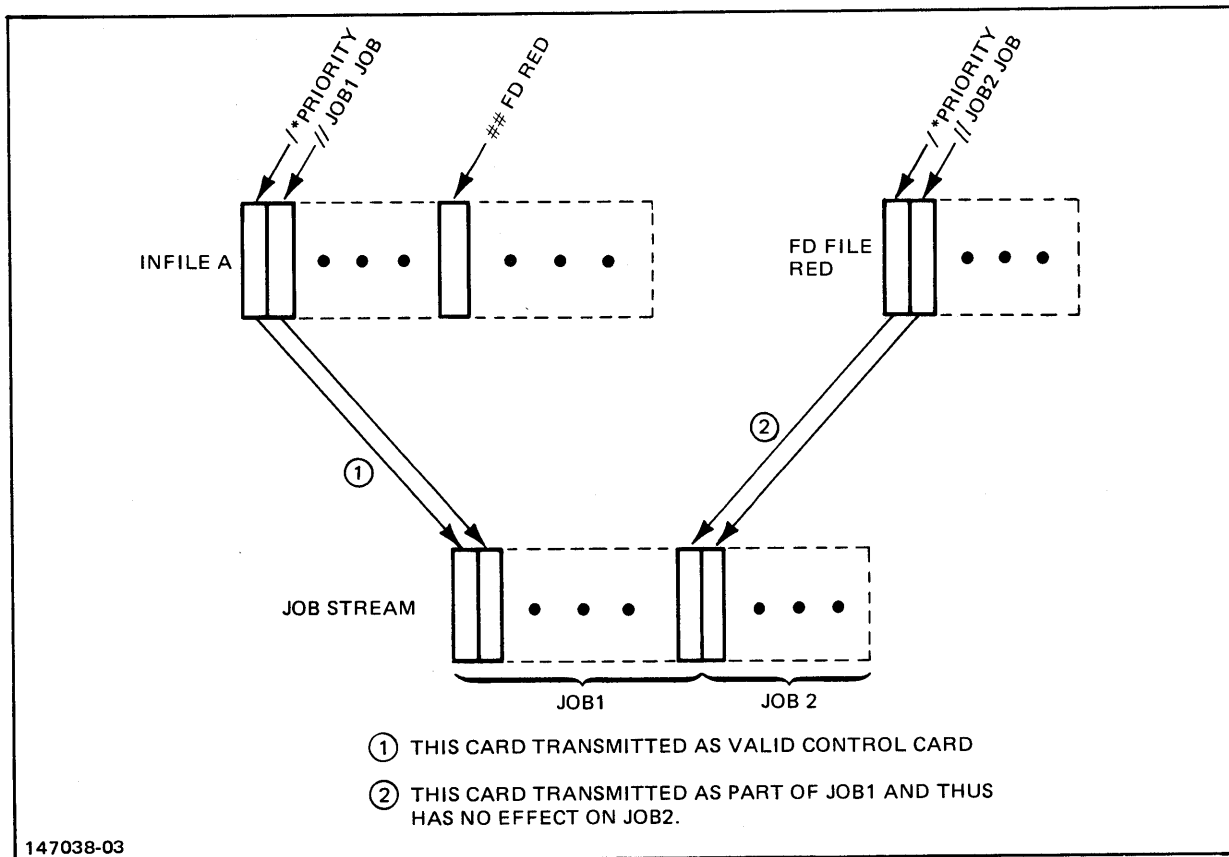 /*PRIORITY
// JOB1 JOB
## FD RED
/*PRIORITY
// JOB2 JOB
INFILE A
FD FILE
RED
1
2
JOB STREAM
JOB1
JOB 2
1 THIS CARD TRANSMITTED AS VALID CONTROL CARD
2 THIS CARD TRANSMITTED AS PART OF JOB1 AND THUS
HAS NO EFFECT ON JOB2.
147038-03